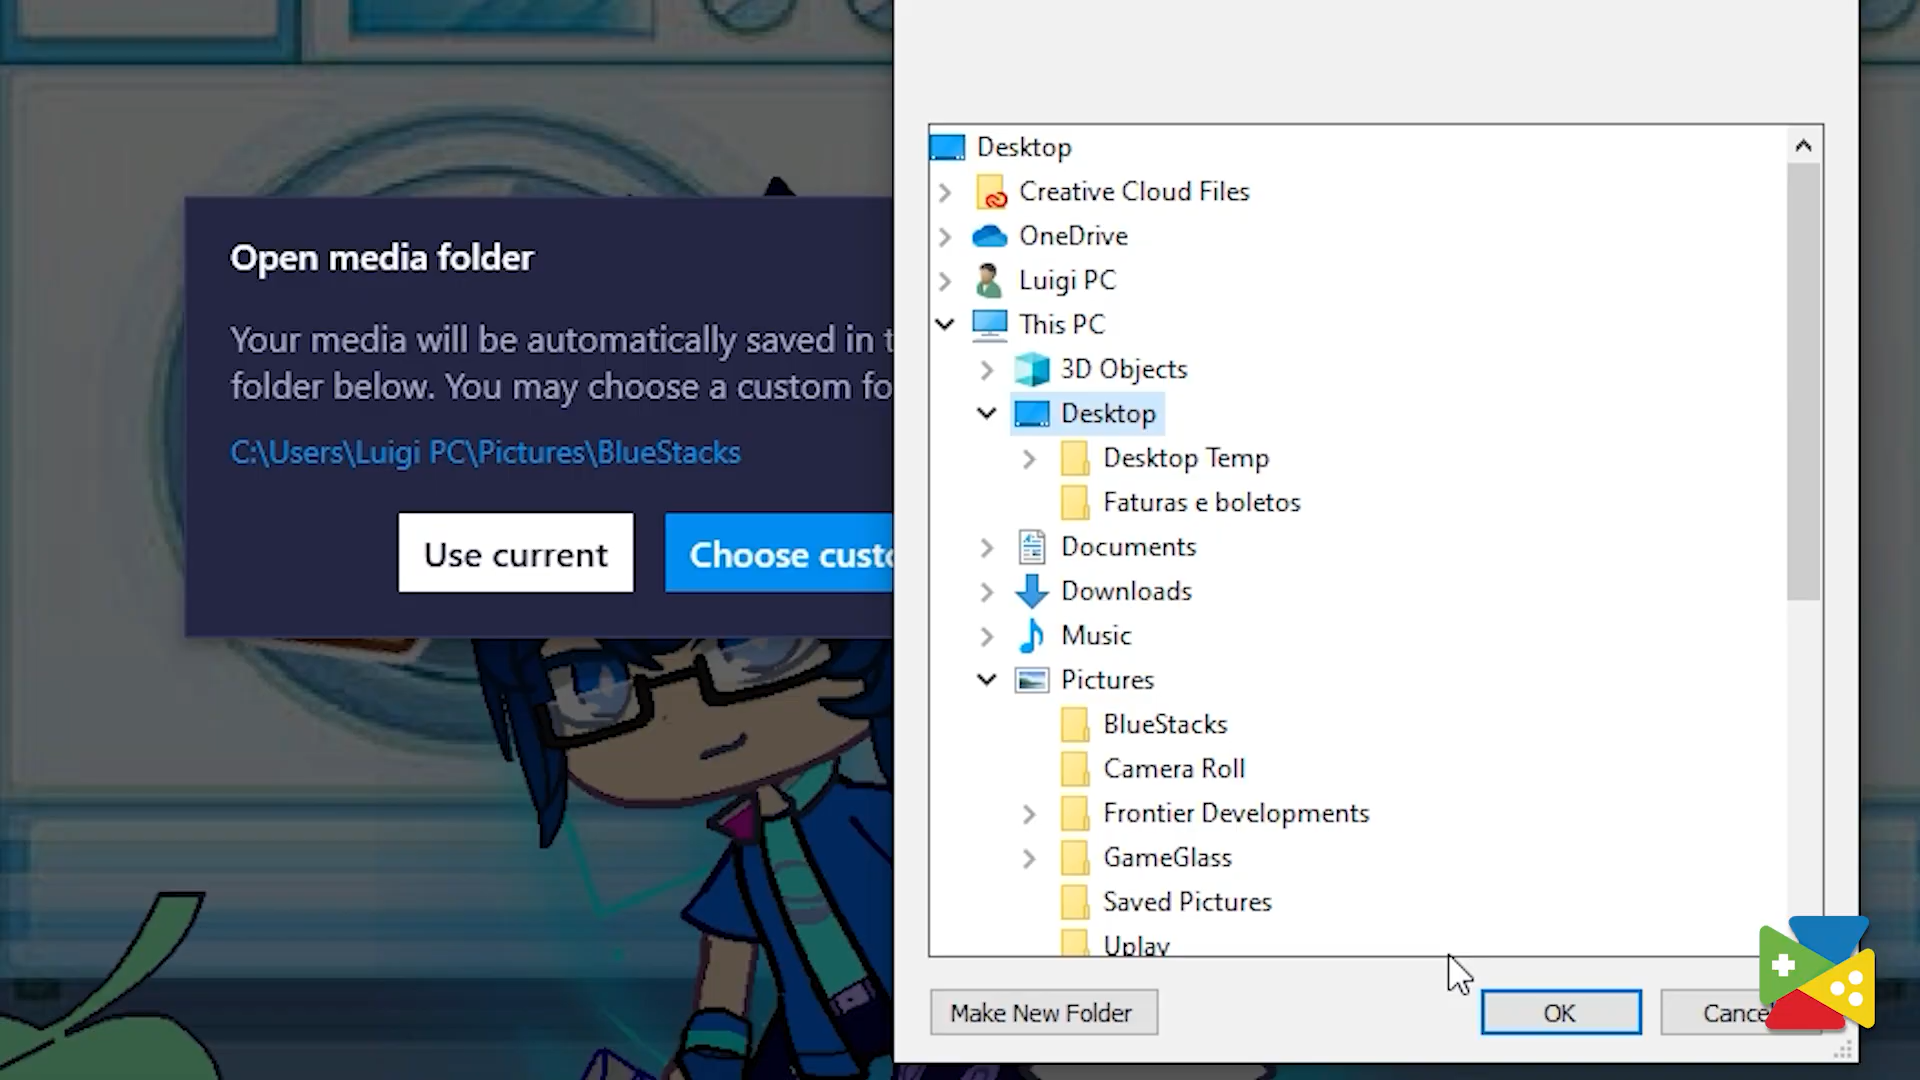 Open media folder
Your media will be automatically saved in t
folder below. You may choose a custom fo
C:\Users\Luigi PC\Pictures\BlueStacks
Use current
Choose custo
Desktop
Creative Cloud Files
OneDrive
Luigi PC
This PC
3D Objects
Desktop
Desktop Temp
Faturas e boletos
Documents
Downloads
Music
Pictures
BlueStacks
Camera Roll
Frontier Developments
GameGlass
Saved Pictures
Uplay
Make New Folder
OK
Cancel